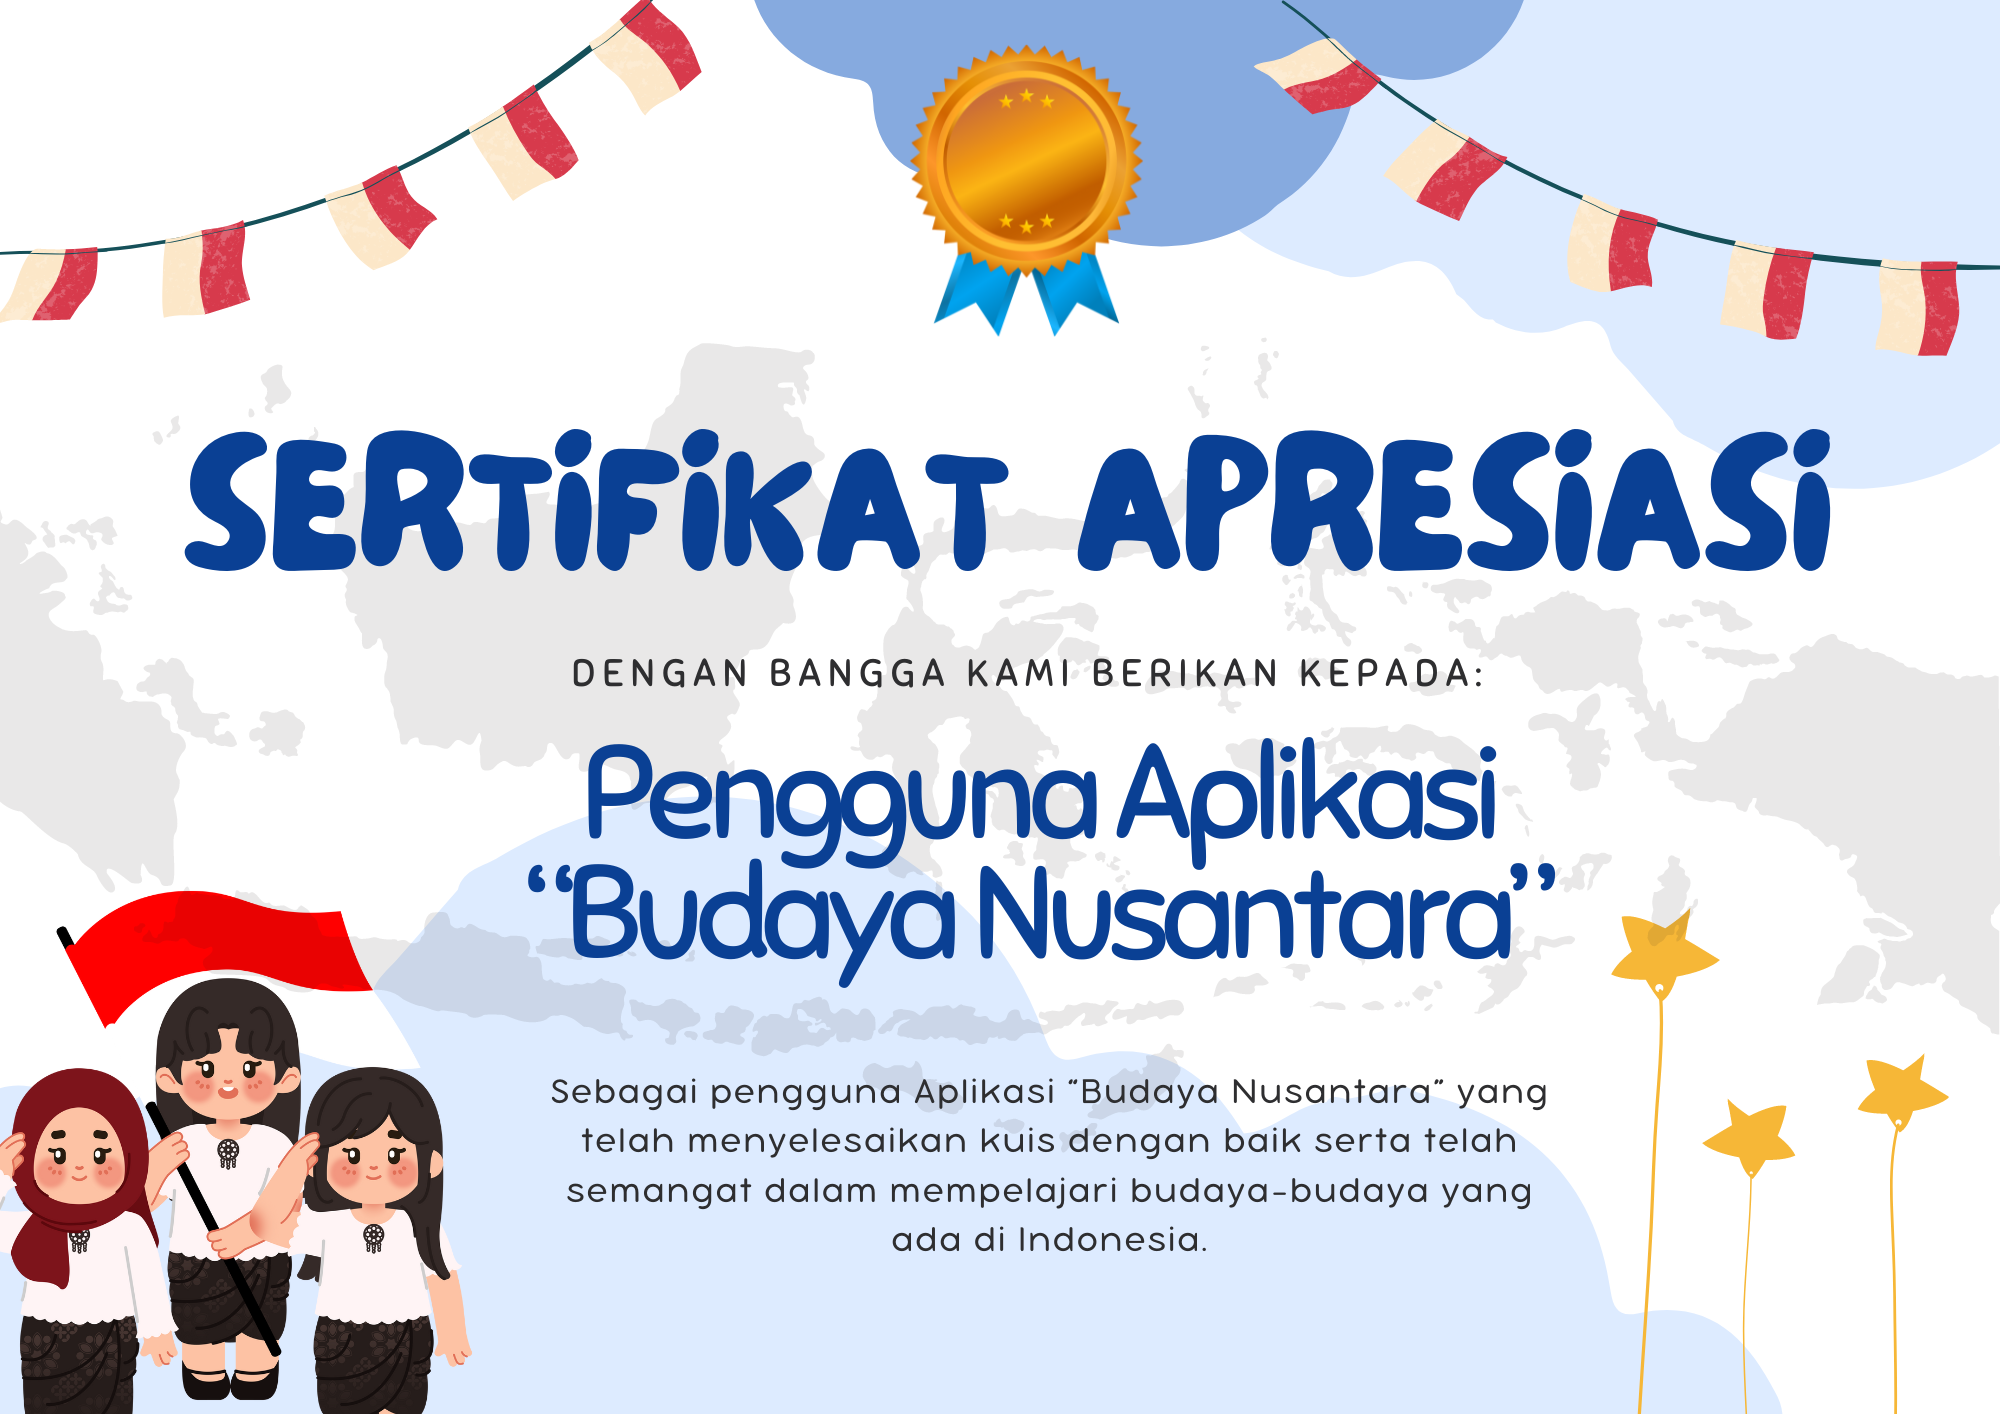 SERTIFIKAT APRESIASI
DENGAN BANGGA KAMI BERIKAN KEPADA:
Pengguna Aplikasi
“Budaya Nusantara”
Sebagai pengguna Aplikasi “Budaya Nusantara” yang
telah menyelesaikan kuis dengan baik serta telah
semangat dalam mempelajari budaya-budaya yang
ada di Indonesia.